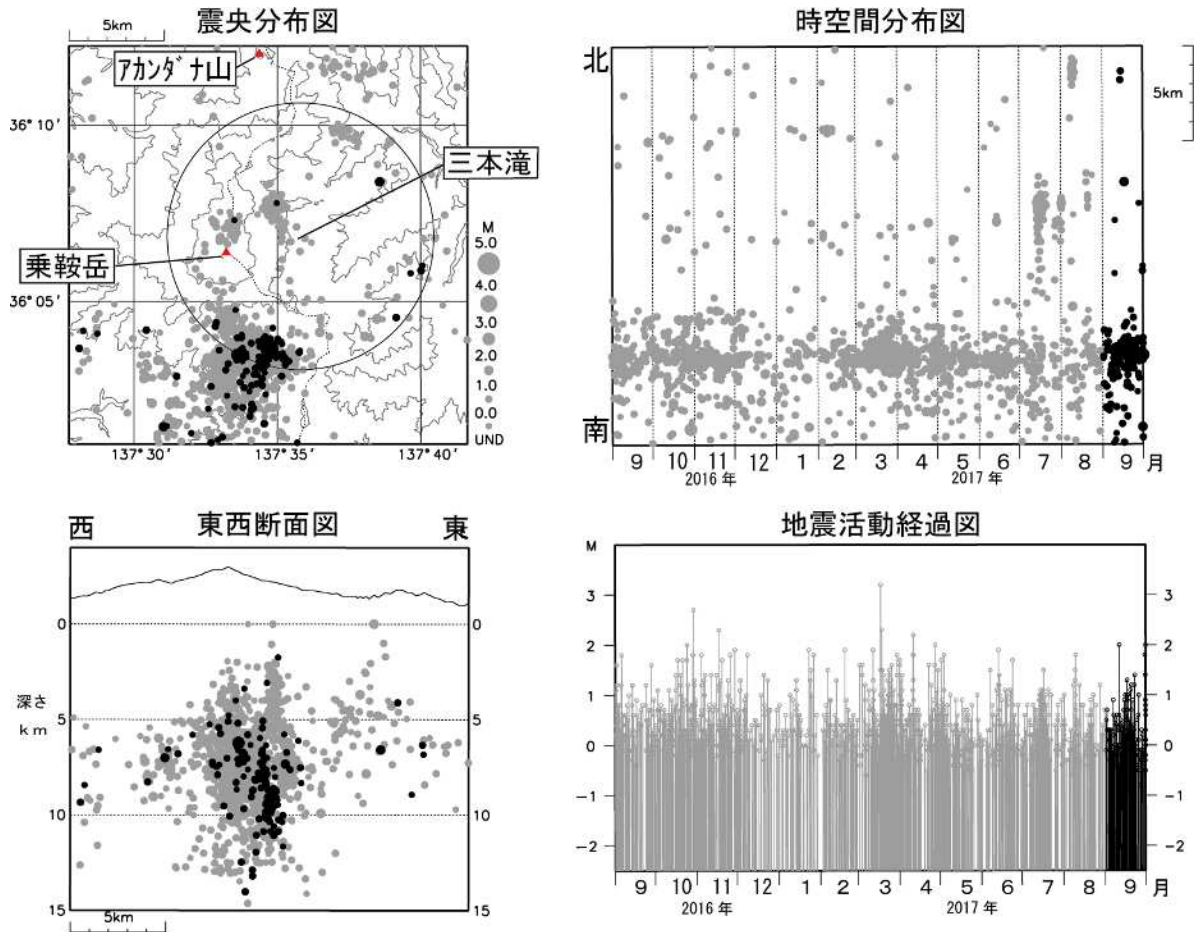 震央分布図
5km
アカンダナ山
三本滝
乗鞍岳
36° 10′
36° 05′
137° 30′ 137° 35′ 137° 40′
M
5.0
4.0
3.0
2.0
1.0
0.0
UND
時空間分布図
北
南
5km
9 10 11 12 1 2 3 4 5 6 7 8 9 月
2016 年 2017 年
東西断面図
西 東
0 0
深さ
km
5 5
10 10
15 15
5km
地震活動経過図
M
3 3
2 2
1 1
0 0
-1 -1
-2 -2
9 10 11 12 1 2 3 4 5 6 7 8 9 月
2016 年 2017 年